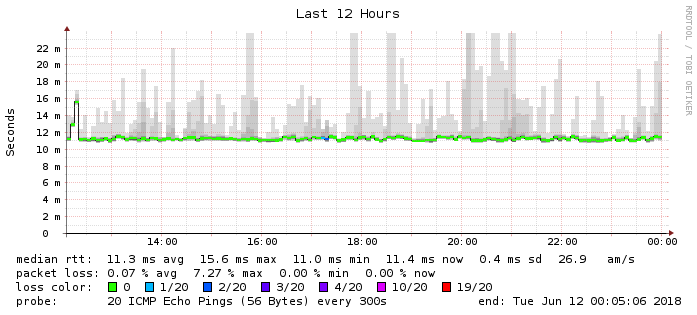 Last 12 Hours
RRDTOOL / TOBI OETIKER
Seconds
22 m
20 m
18 m
16 m
14 m
12 m
10 m
8 m
6 m
4 m
2 m
0
14:00 16:00 18:00 20:00 22:00 00:00
median rtt: 11.3 ms avg 15.6 ms max 11.0 ms min 11.4 ms now 0.4 ms sd 26.9 am/s
packet loss: 0.07 % avg 7.27 % max 0.00 % min 0.00 % now
loss color: 0 1/20 2/20 3/20 4/20 10/20 19/20
probe: 20 ICMP Echo Pings (56 Bytes) every 300s end: Tue Jun 12 00:05:06 2018